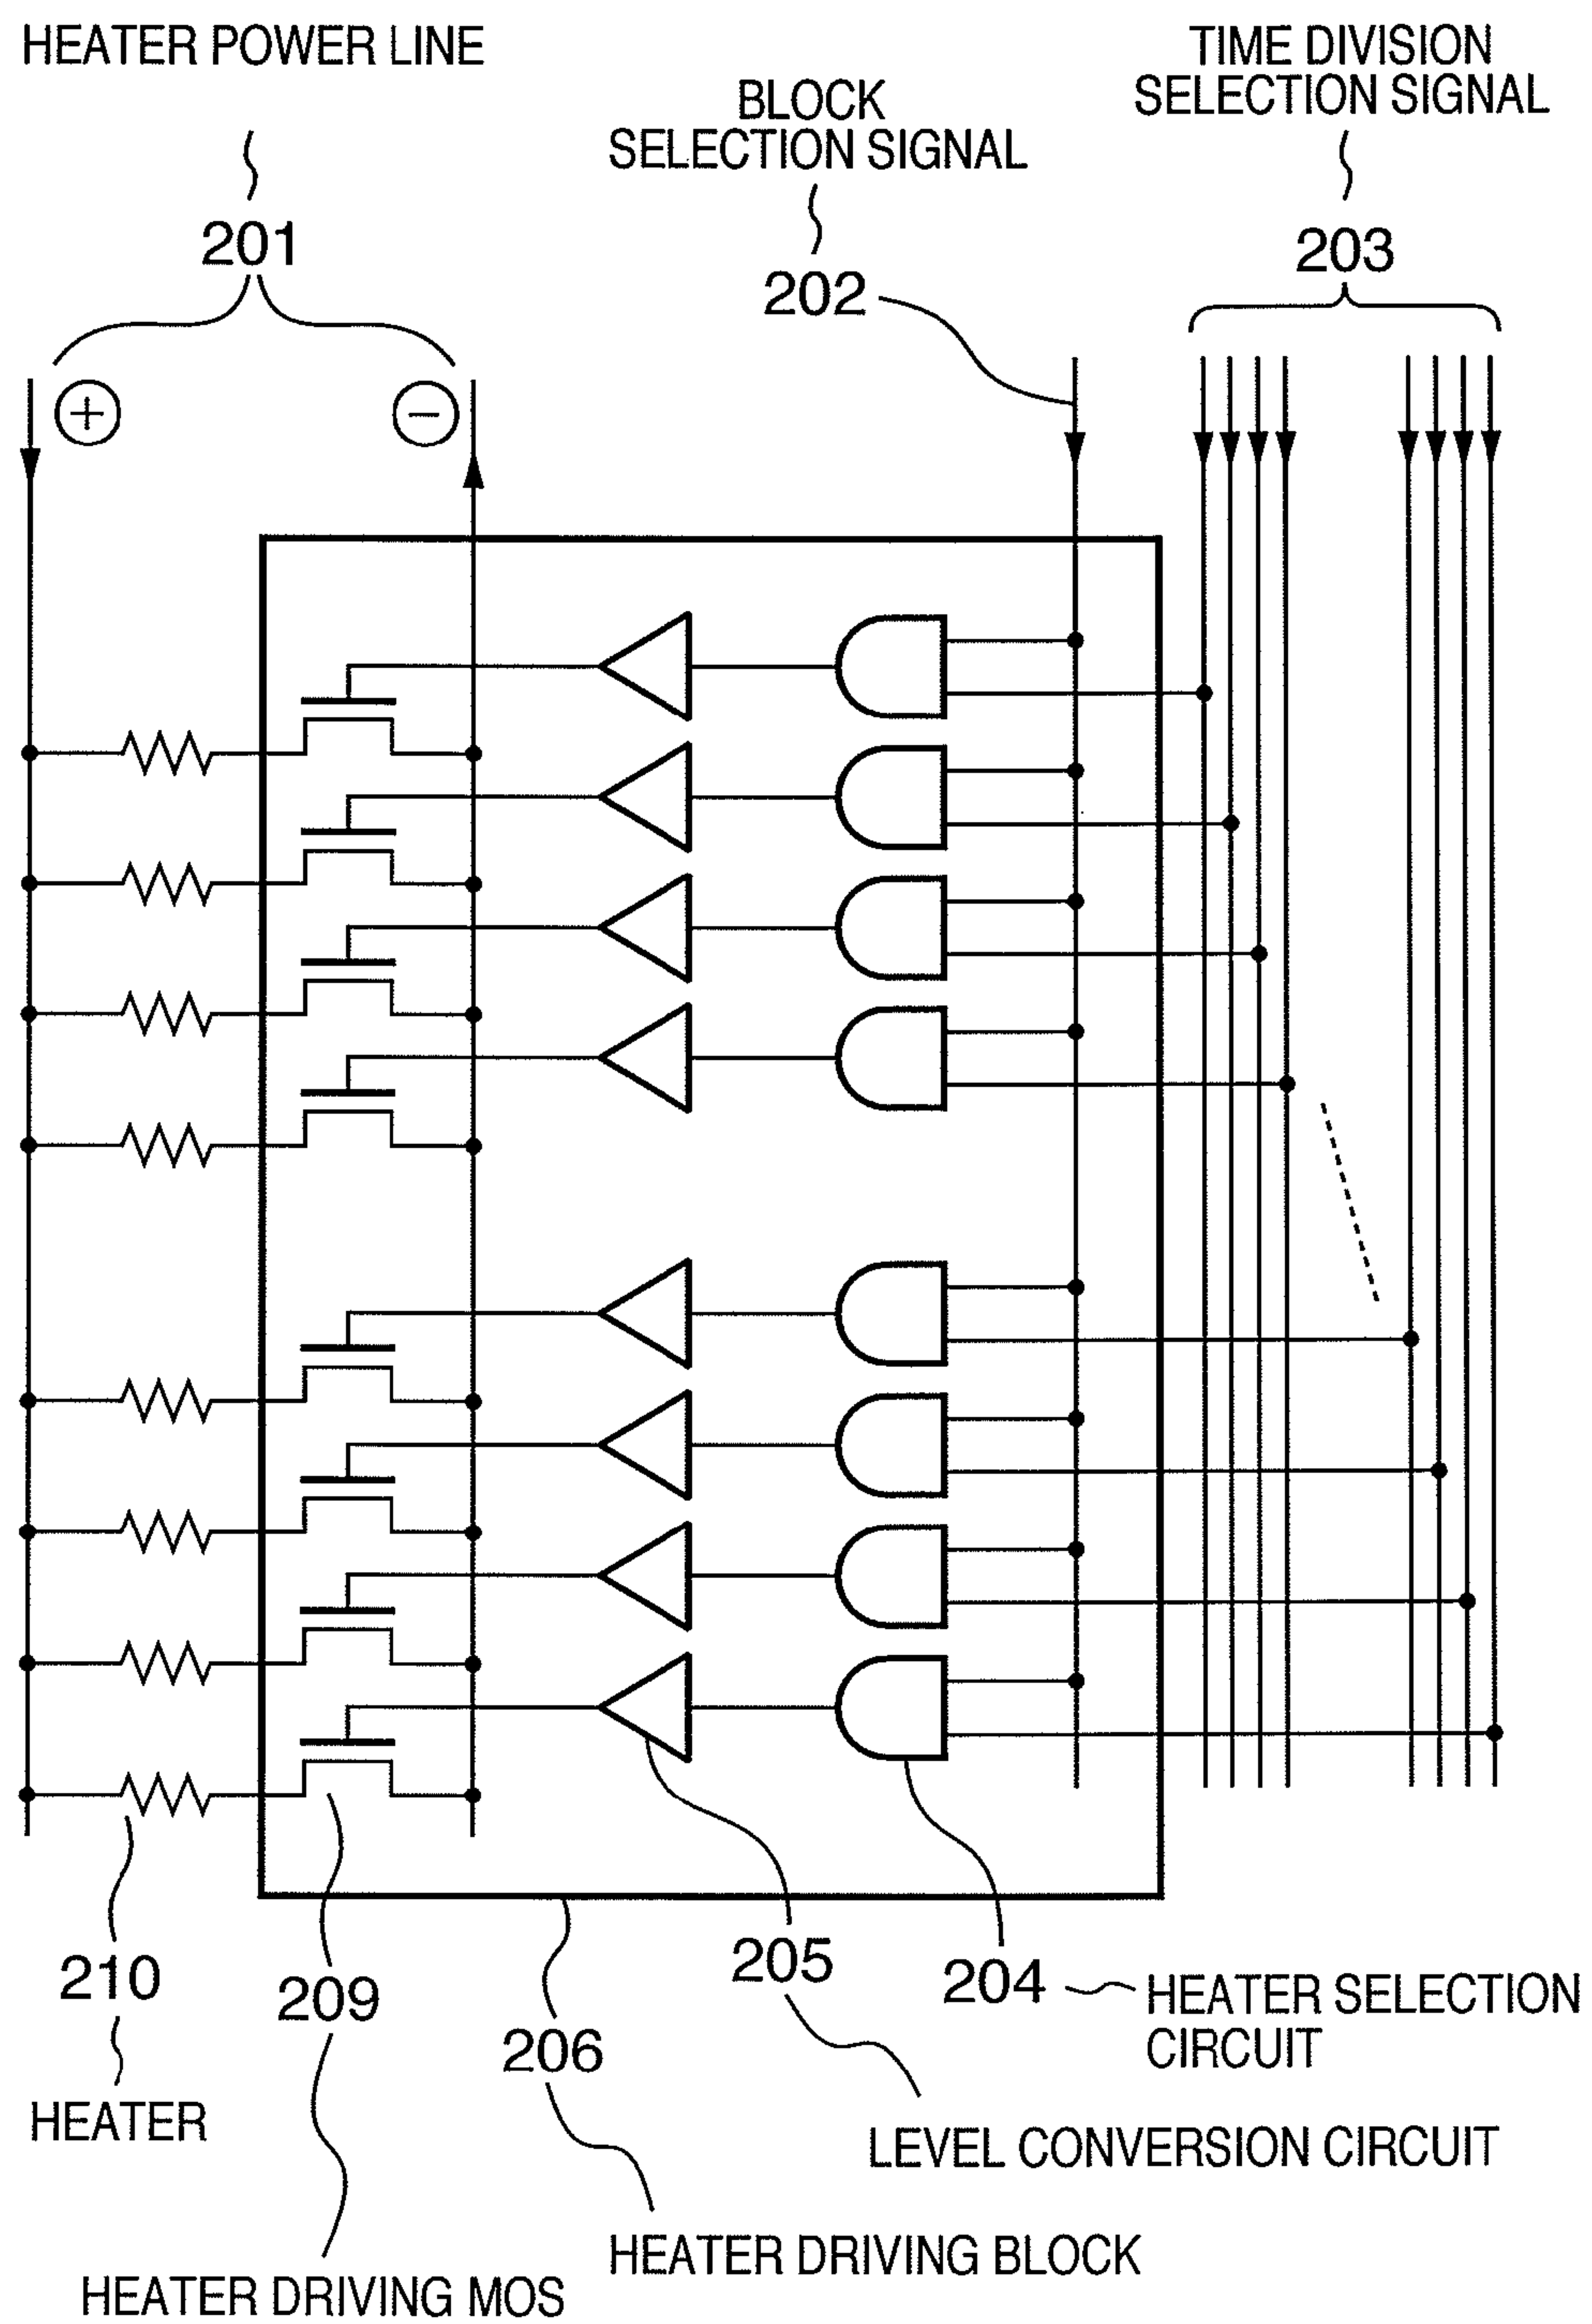 HEATER POWER LINE
TIME DIVISION
SELECTION SIGNAL
BLOCK
SELECTION SIGNAL
201
203
202
+
−
210
209
206
205
204
HEATER SELECTION
CIRCUIT
HEATER
LEVEL CONVERSION CIRCUIT
HEATER DRIVING BLOCK
HEATER DRIVING MOS